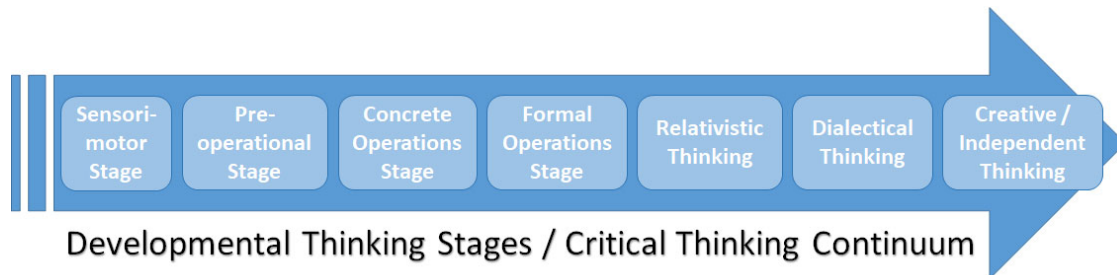 Sensori-
motor
Stage
Pre-
operational
Stage
Concrete
Operations
Stage
Formal
Operations
Stage
Relativistic
Thinking
Dialectical
Thinking
Creative /
Independent
Thinking
Developmental Thinking Stages / Critical Thinking Continuum